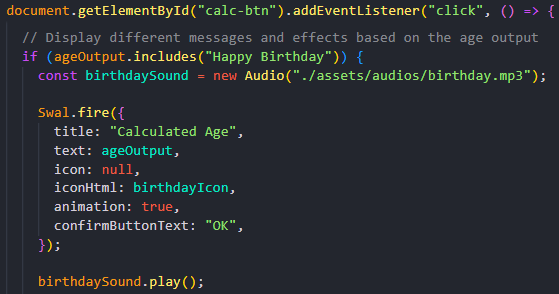 document.getElementById("calc-btn").addEventListener("click", () => {
// Display different messages and effects based on the age output
if (ageOutput.includes("Happy Birthday")) {
const birthdaySound = new Audio("./assets/audios/birthday.mp3");
Swal.fire({
title: "Calculated Age",
text: ageOutput,
icon: null,
iconHtml: birthdayIcon,
animation: true,
confirmButtonText: "OK",
});
birthdaySound.play();